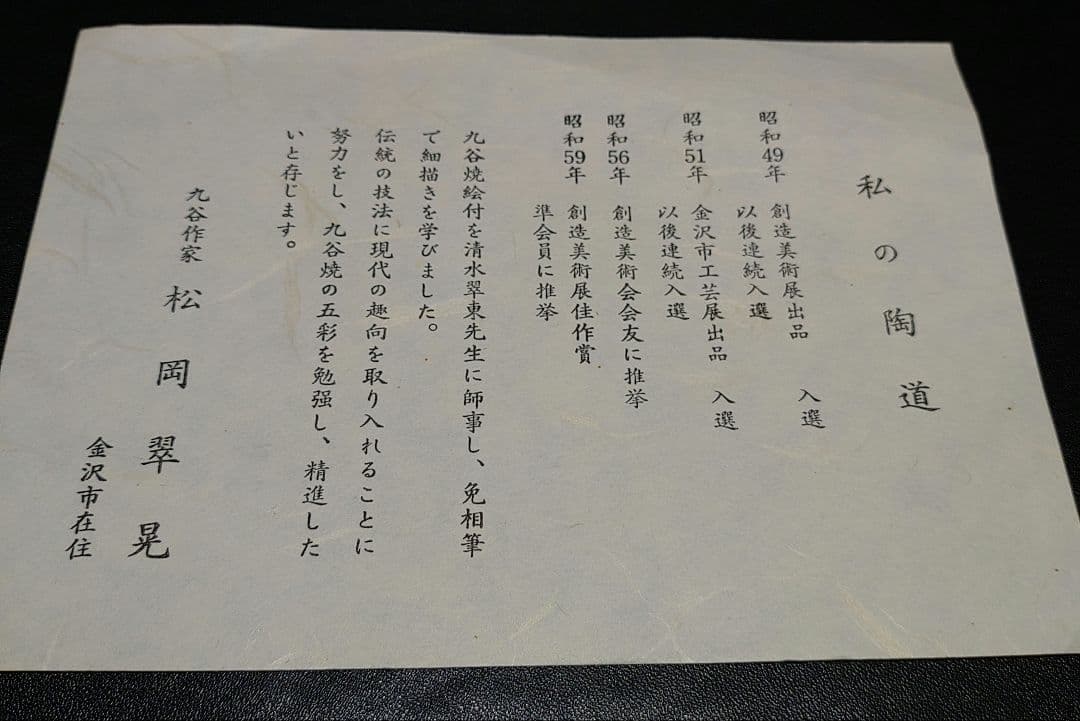 私の陶道
昭和49年 創造美術展出品 入選
以後連続入選
昭和51年 金沢市工芸展出品 入選
以後連続入選
昭和56年 創造美術会会友に推挙
昭和59年 創造美術展佳作賞
準会員に推挙
九谷焼絵付を清水翠東先生に師事し、免相筆
で細描きを学びました。
伝統の技法に現代の趣向を取り入れることに
努力をし、九谷焼の五彩を勉强し、精進した
いと存じます。
九谷作家 松岡翠晃
金沢市在住